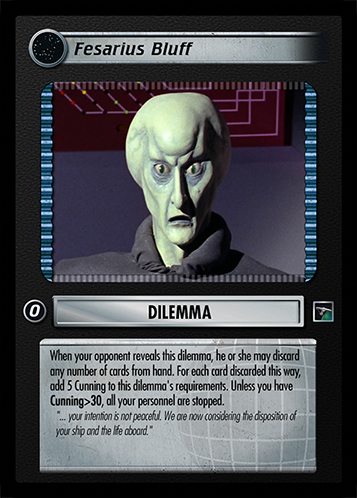 Fesarius Bluff
0
DILEMMA
When your opponent reveals this dilemma, he or she may discard
any number of cards from hand. For each card discarded this way,
add 5 Cunning to this dilemma's requirements. Unless you have
Cunning>30, all your personnel are stopped.
"... your intention is not peaceful. We are now considering the disposition of
your ship and the life aboard."